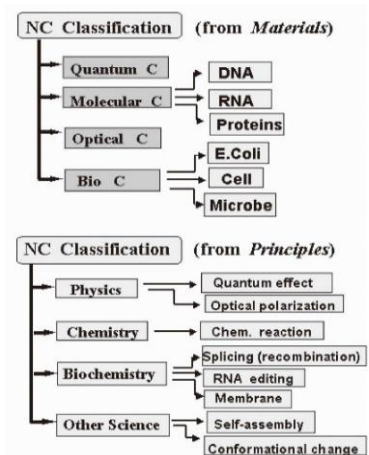 NC Classification (from Materials)
Quantum C
DNA
Molecular C
RNA
Proteins
Optical C
E.Coli
Bio C
Cell
Microbe
NC Classification (from Principles)
Quantum effect
Physics
Optical polarization
Chemistry
Chem. reaction
Splicing (recombination)
Biochemistry
RNA editing
Membrane
Other Science
Self-assembly
Conformational change